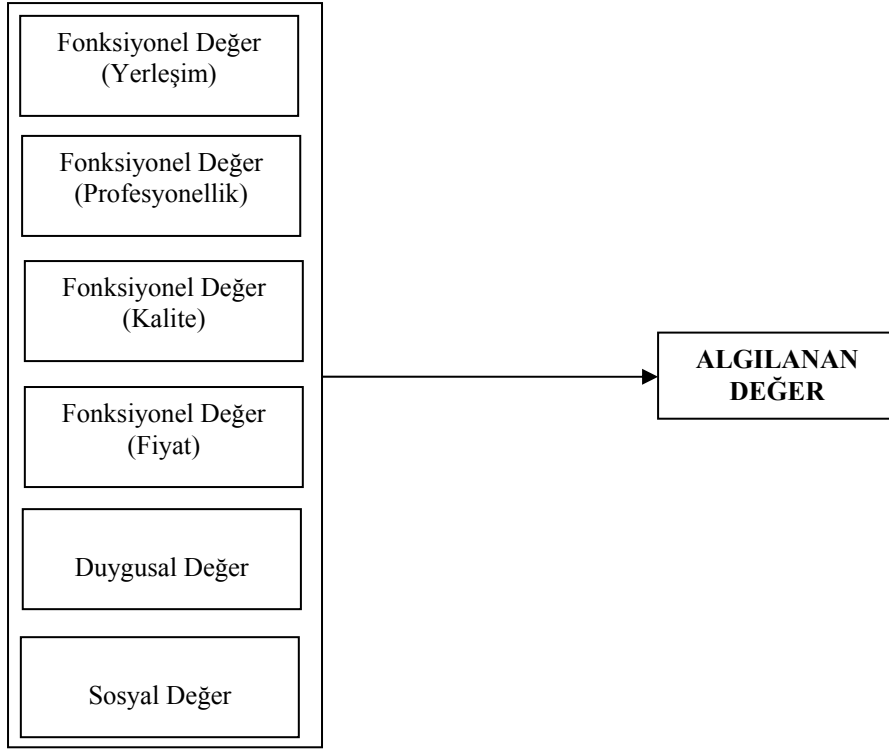 Fonksiyonel Değer
(Yerleşim)
Fonksiyonel Değer
(Profesyonellik)
Fonksiyonel Değer
(Kalite)
Fonksiyonel Değer
(Fiyat)
Duygusal Değer
Sosyal Değer
ALGILANAN
DEĞER